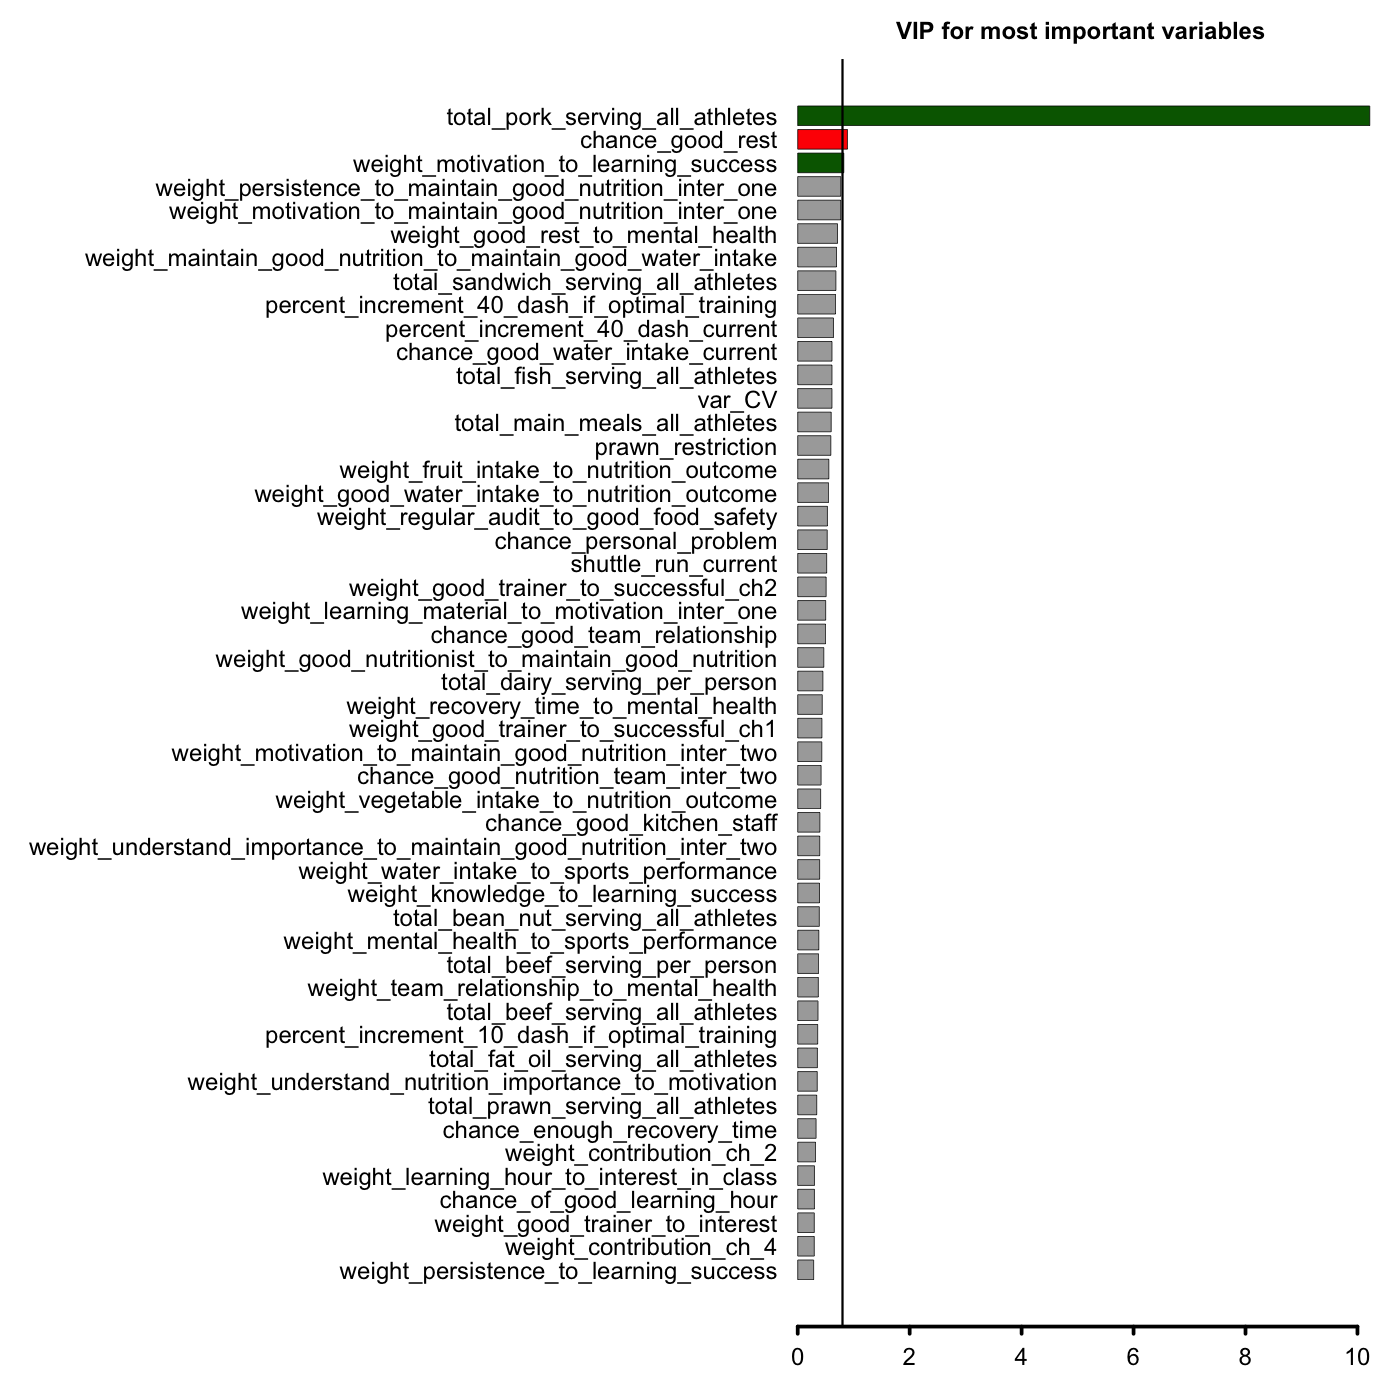 VIP for most important variables
total_pork_serving_all_athletes
chance_good_rest
weight_motivation_to_learning_success
weight_persistence_to_maintain_good_nutrition_inter_one
weight_motivation_to_maintain_good_nutrition_inter_one
weight_good_rest_to_mental_health
weight_maintain_good_nutrition_to_maintain_good_water_intake
total_sandwich_serving_all_athletes
percent_increment_40_dash_if_optimal_training
percent_increment_40_dash_current
chance_good_water_intake_current
total_fish_serving_all_athletes
var_CV
total_main_meals_all_athletes
prawn_restriction
weight_fruit_intake_to_nutrition_outcome
weight_good_water_intake_to_nutrition_outcome
weight_regular_audit_to_good_food_safety
chance_personal_problem
shuttle_run_current
weight_good_trainer_to_successful_ch2
weight_learning_material_to_motivation_inter_one
chance_good_team_relationship
weight_good_nutritionist_to_maintain_good_nutrition
total_dairy_serving_per_person
weight_recovery_time_to_mental_health
weight_good_trainer_to_successful_ch1
weight_motivation_to_maintain_good_nutrition_inter_two
chance_good_nutrition_team_inter_two
weight_vegetable_intake_to_nutrition_outcome
chance_good_kitchen_staff
weight_understand_importance_to_maintain_good_nutrition_inter_two
weight_water_intake_to_sports_performance
weight_knowledge_to_learning_success
total_bean_nut_serving_all_athletes
weight_mental_health_to_sports_performance
total_beef_serving_per_person
weight_team_relationship_to_mental_health
total_beef_serving_all_athletes
percent_increment_10_dash_if_optimal_training
total_fat_oil_serving_all_athletes
weight_understand_nutrition_importance_to_motivation
total_prawn_serving_all_athletes
chance_enough_recovery_time
weight_contribution_ch_2
weight_learning_hour_to_interest_in_class
chance_of_good_learning_hour
weight_good_trainer_to_interest
weight_contribution_ch_4
weight_persistence_to_learning_success
0 2 4 6 8 10